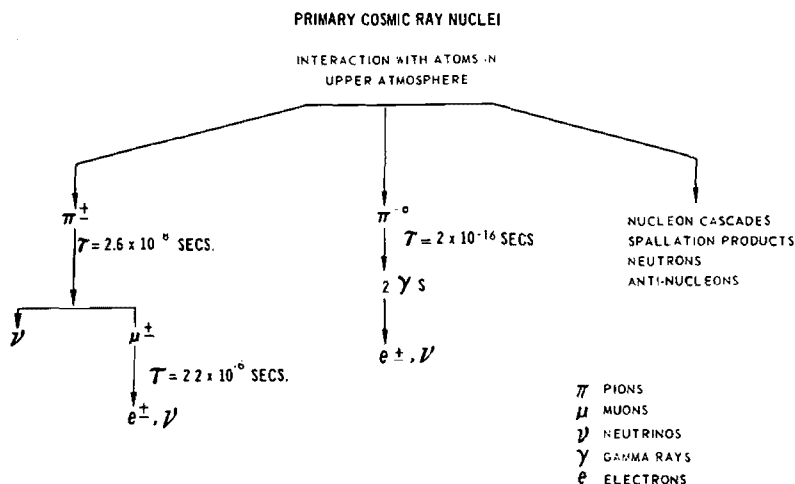 PRIMARY COSMIC RAY NUCLEI
INTERACTION WITH ATOMS IN
UPPER ATMOSPHERE
π±
τ = 2.6 x 10⁻⁸ SECS.
ν
μ±
τ = 2.2 x 10⁻⁶ SECS.
e±, ν
π⁻⁰
τ = 2 x 10⁻¹⁶ SECS
2 γ s
e±, ν
NUCLEON CASCADES
SPALLATION PRODUCTS
NEUTRONS
ANTI-NUCLEONS
π PIONS
μ MUONS
ν NEUTRINOS
γ GAMMA RAYS
e ELECTRONS